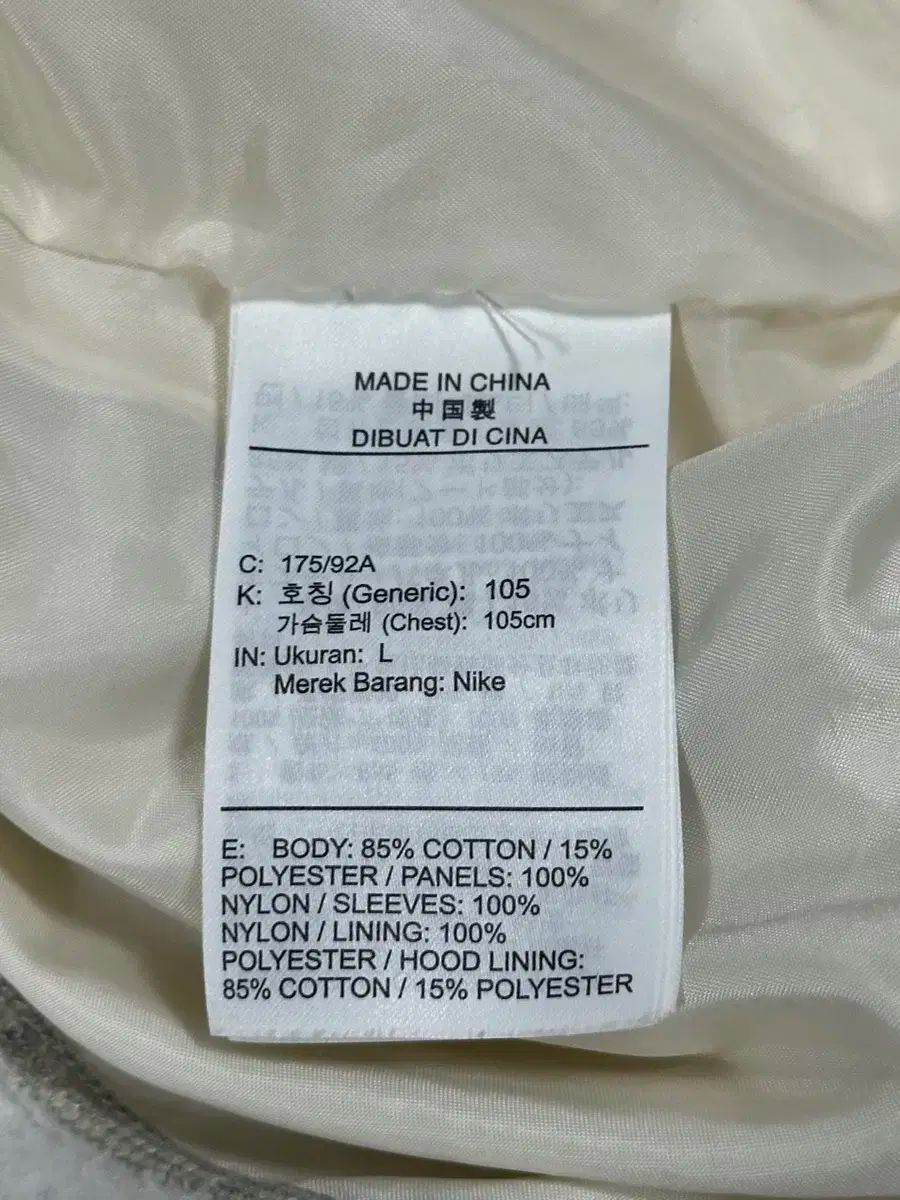 MADE IN CHINA
中国製
DIBUAT DI CINA
C: 175/92A
K: 호칭 (Generic): 105
가슴둘레 (Chest): 105cm
IN: Ukuran: L
Merek Barang: Nike
E: BODY: 85% COTTON / 15%
POLYESTER / PANELS: 100%
NYLON / SLEEVES: 100%
NYLON / LINING: 100%
POLYESTER / HOOD LINING:
85% COTTON / 15% POLYESTER